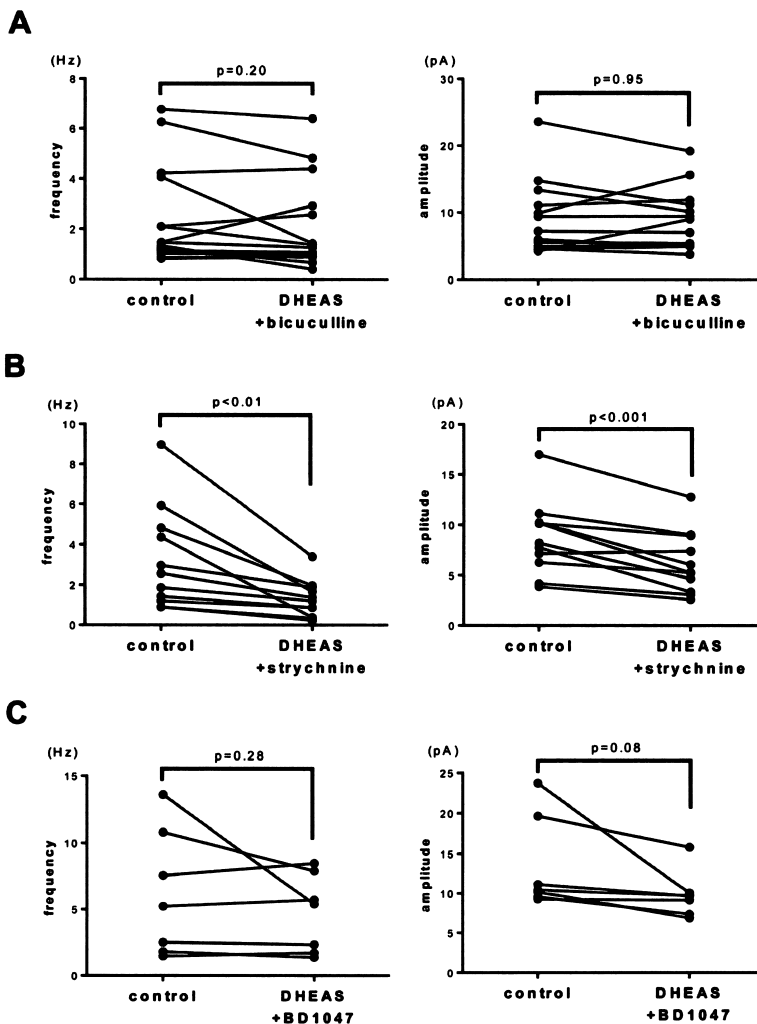 A
(Hz)
p=0.20
8
6
4
2
0
frequency
control
DHEAS
+bicuculline
(pA)
p=0.95
30
20
10
0
amplitude
control
DHEAS
+bicuculline
B
(Hz)
p<0.01
10
8
6
4
2
0
frequency
control
DHEAS
+strychnine
(pA)
p<0.001
20
15
10
5
0
amplitude
control
DHEAS
+strychnine
C
(Hz)
p=0.28
15
10
5
0
frequency
control
DHEAS
+BD1047
(pA)
p=0.08
25
20
15
10
5
0
amplitude
control
DHEAS
+BD1047